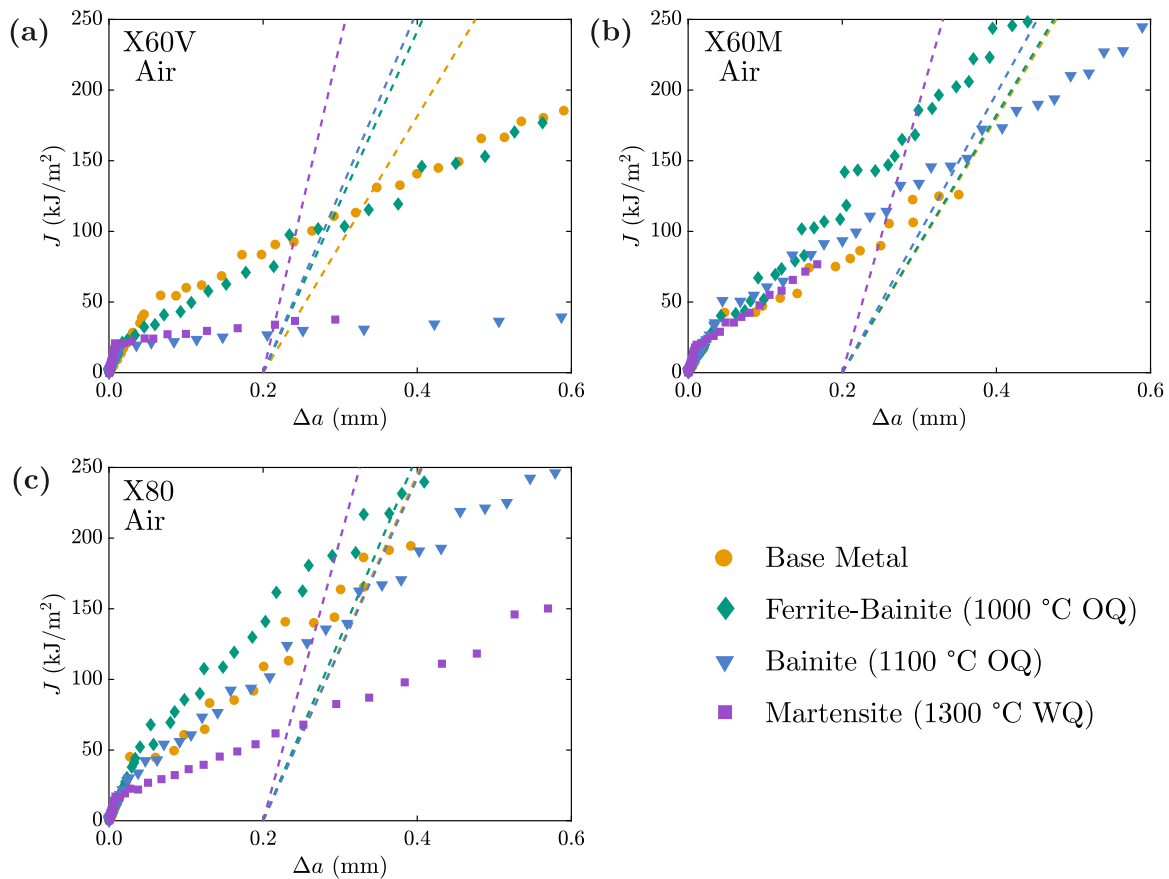 (a)
X60V
Air
250
200
150
100
50
0
J (kJ/m²)
0.0
0.2
0.4
0.6
Δa (mm)
(b)
X60M
Air
250
200
150
100
50
0
J (kJ/m²)
0.0
0.2
0.4
0.6
Δa (mm)
(c)
X80
Air
250
200
150
100
50
0
J (kJ/m²)
0.0
0.2
0.4
0.6
Δa (mm)
Base Metal
Ferrite-Bainite (1000 °C OQ)
Bainite (1100 °C OQ)
Martensite (1300 °C WQ)